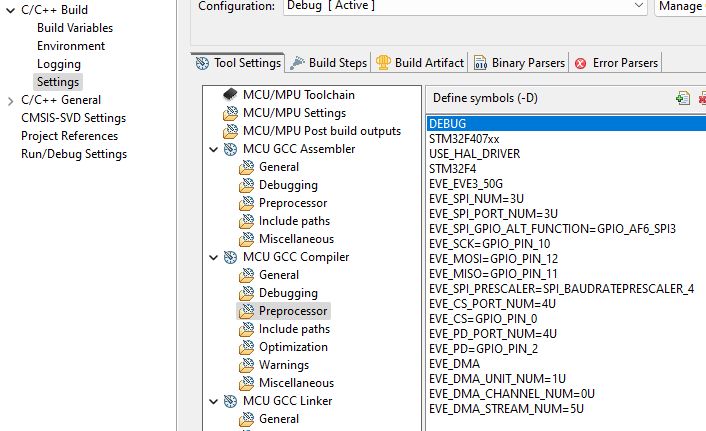 C/C++ Build
Build Variables
Environment
Logging
Settings
C/C++ General
CMSIS-SVD Settings
Project References
Run/Debug Settings
Configuration: Debug [ Active ] Manage
Tool Settings Build Steps Build Artifact Binary Parsers Error Parsers
MCU/MPU Toolchain
MCU/MPU Settings
MCU/MPU Post build outputs
MCU GCC Assembler
General
Debugging
Preprocessor
Include paths
Miscellaneous
MCU GCC Compiler
General
Debugging
Preprocessor
Include paths
Optimization
Warnings
Miscellaneous
MCU GCC Linker
General
Define symbols (-D)
DEBUG
STM32F407xx
USE_HAL_DRIVER
STM32F4
EVE_EVE3_50G
EVE_SPI_NUM=3U
EVE_SPI_PORT_NUM=3U
EVE_SPI_GPIO_ALT_FUNCTION=GPIO_AF6_SPI3
EVE_SCK=GPIO_PIN_10
EVE_MOSI=GPIO_PIN_12
EVE_MISO=GPIO_PIN_11
EVE_SPI_PRESCALER=SPI_BAUDRATEPRESCALER_4
EVE_CS_PORT_NUM=4U
EVE_CS=GPIO_PIN_0
EVE_PD_PORT_NUM=4U
EVE_PD=GPIO_PIN_2
EVE_DMA
EVE_DMA_UNIT_NUM=1U
EVE_DMA_CHANNEL_NUM=0U
EVE_DMA_STREAM_NUM=5U